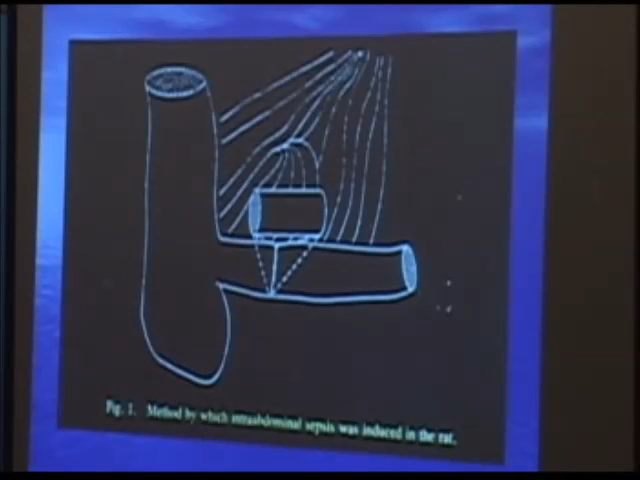 Fig. 1. Method by which intraabdominal sepsis was induced in the rat.